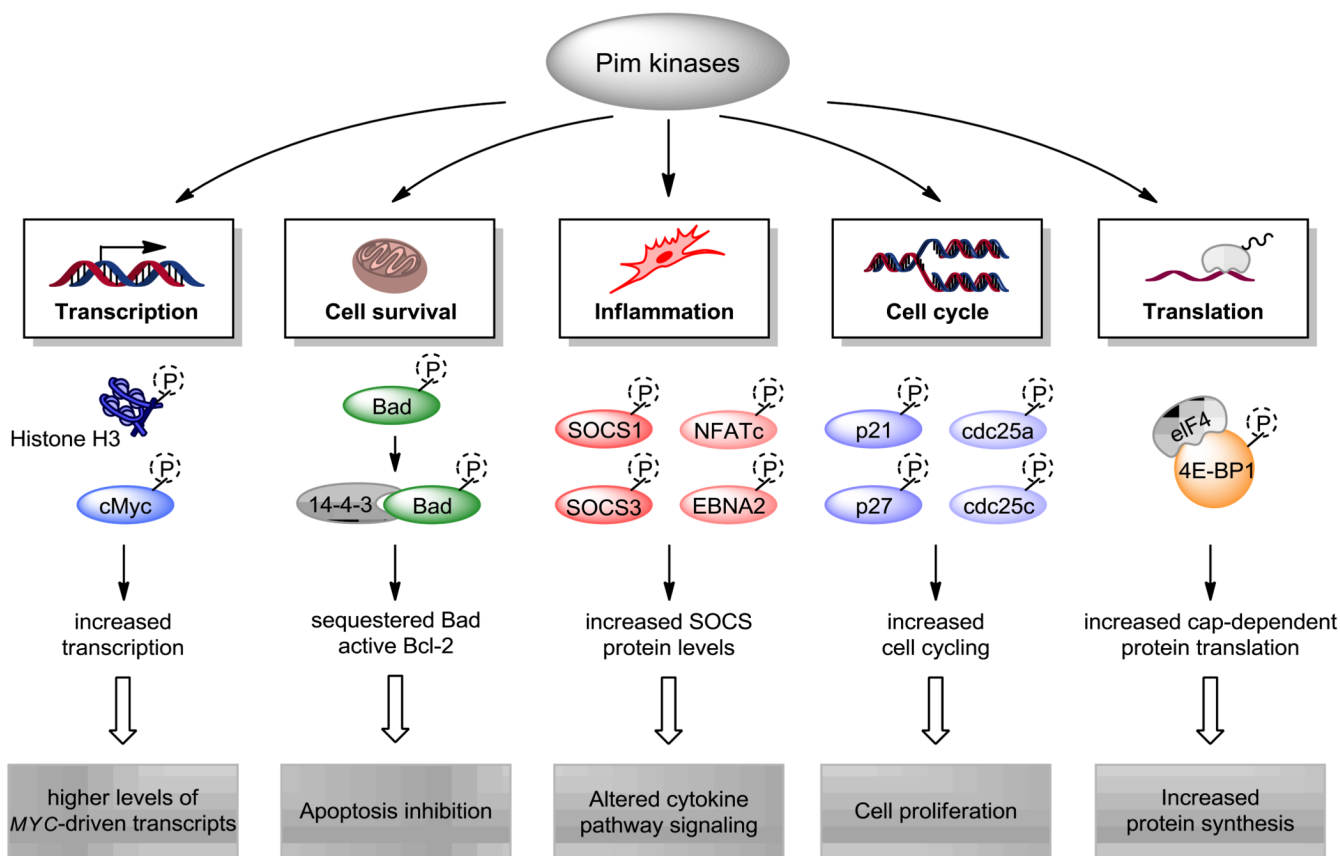 Pim kinases
Transcription
Cell survival
Inflammation
Cell cycle
Translation
P
Histone H3
P
cMyc
increased
transcription
higher levels of
MYC-driven transcripts
P
Bad
14-4-3
P
Bad
sequestered Bad
active Bcl-2
Apoptosis inhibition
P
SOCS1
P
NFATc
P
SOCS3
P
EBNA2
increased SOCS
protein levels
Altered cytokine
pathway signaling
P
p21
P
cdc25a
P
p27
P
cdc25c
increased
cell cycling
Cell proliferation
eIF4
P
4E-BP1
increased cap-dependent
protein translation
Increased
protein synthesis